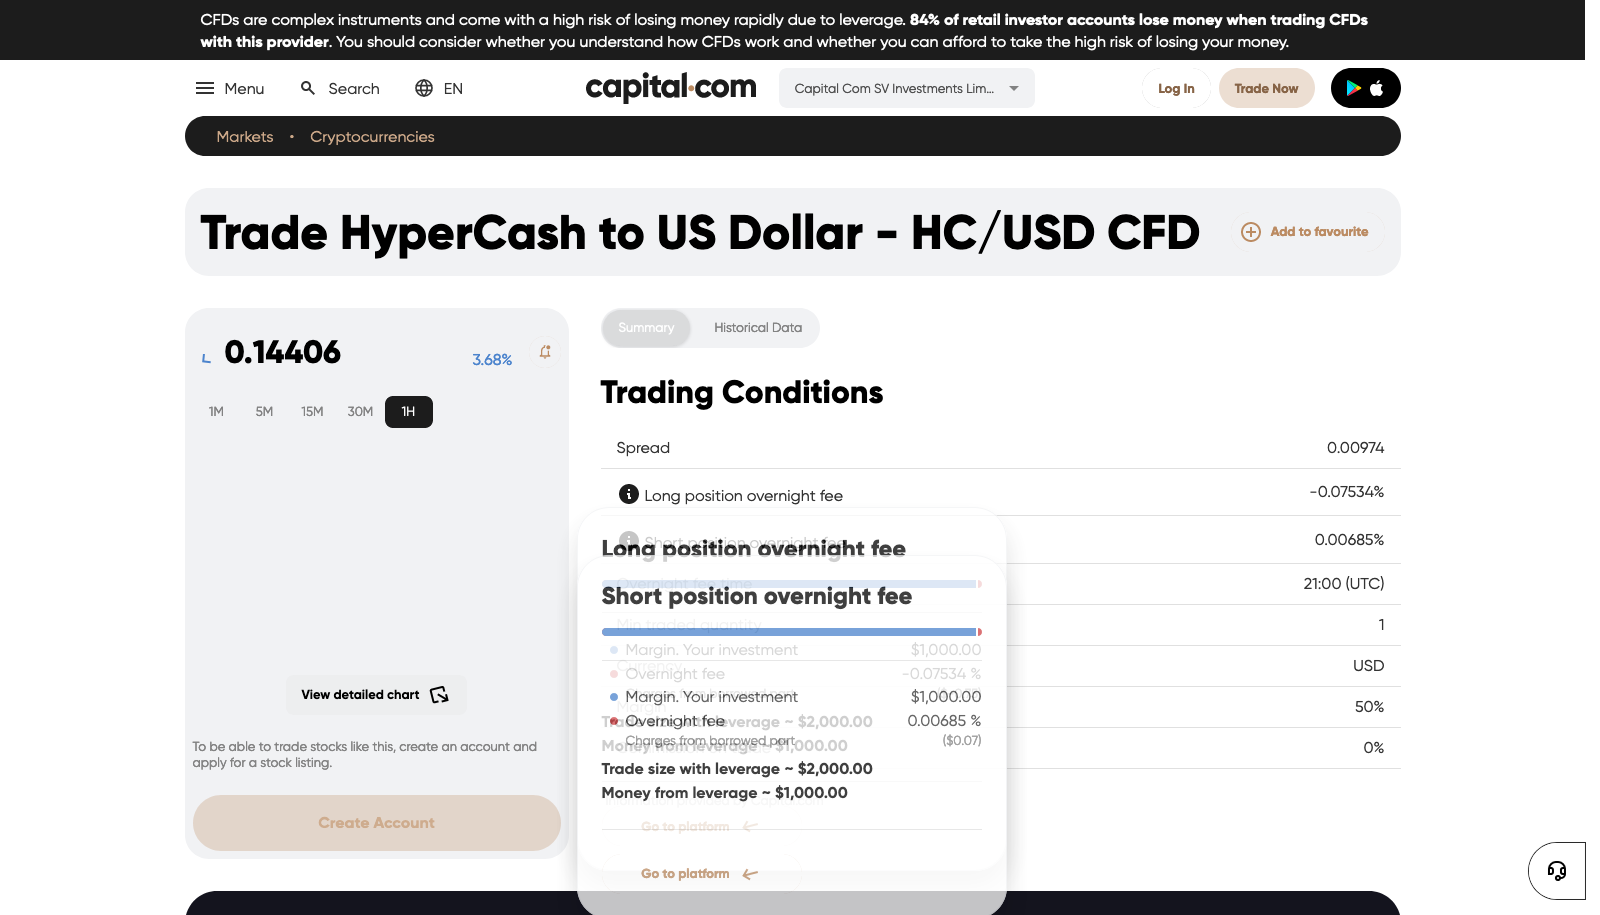 CFDs are complex instruments and come with a high risk of losing money rapidly due to leverage. 84% of retail investor accounts lose money when trading CFDs
with this provider. You should consider whether you understand how CFDs work and whether you can afford to take the high risk of losing your money.
Menu Search EN capital.com Capital Com SV Investments Lim... Log In Trade Now
Markets • Cryptocurrencies
Trade HyperCash to US Dollar - HC/USD CFD Add to favourite
0.14406 3.68%
1M 5M 15M 30M 1H
View detailed chart
To be able to trade stocks like this, create an account and
apply for a stock listing.
Create Account
Summary Historical Data
Trading Conditions
Spread 0.00974
Long position overnight fee -0.07534%
Short position overnight fee 0.00685%
Overnight fee time 21:00 (UTC)
Min traded quantity 1
Currency USD
Margin 50%
0%
Long position overnight fee
Margin. Your investment $1,000.00
Overnight fee -0.07534 %
Trade size with leverage ~ $2,000.00
Money from leverage ~ $1,000.00
Go to platform
Short position overnight fee
Margin. Your investment $1,000.00
Overnight fee 0.00685 %
Charges from borrowed part ($0.07)
Trade size with leverage ~ $2,000.00
Money from leverage ~ $1,000.00
Go to platform